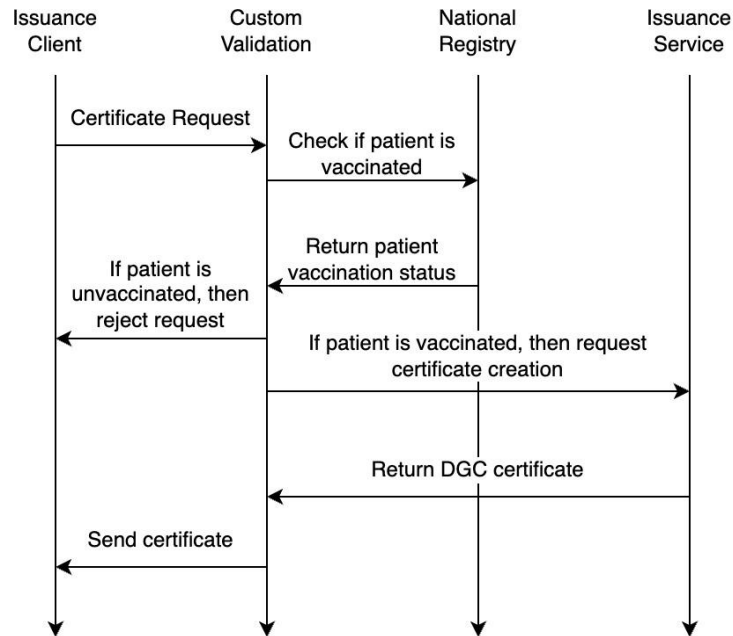 Issuance
Client
Custom
Validation
National
Registry
Issuance
Service
Certificate Request
Check if patient is
vaccinated
Return patient
vaccination status
If patient is
unvaccinated, then
reject request
If patient is vaccinated, then request
certificate creation
Return DGC certificate
Send certificate